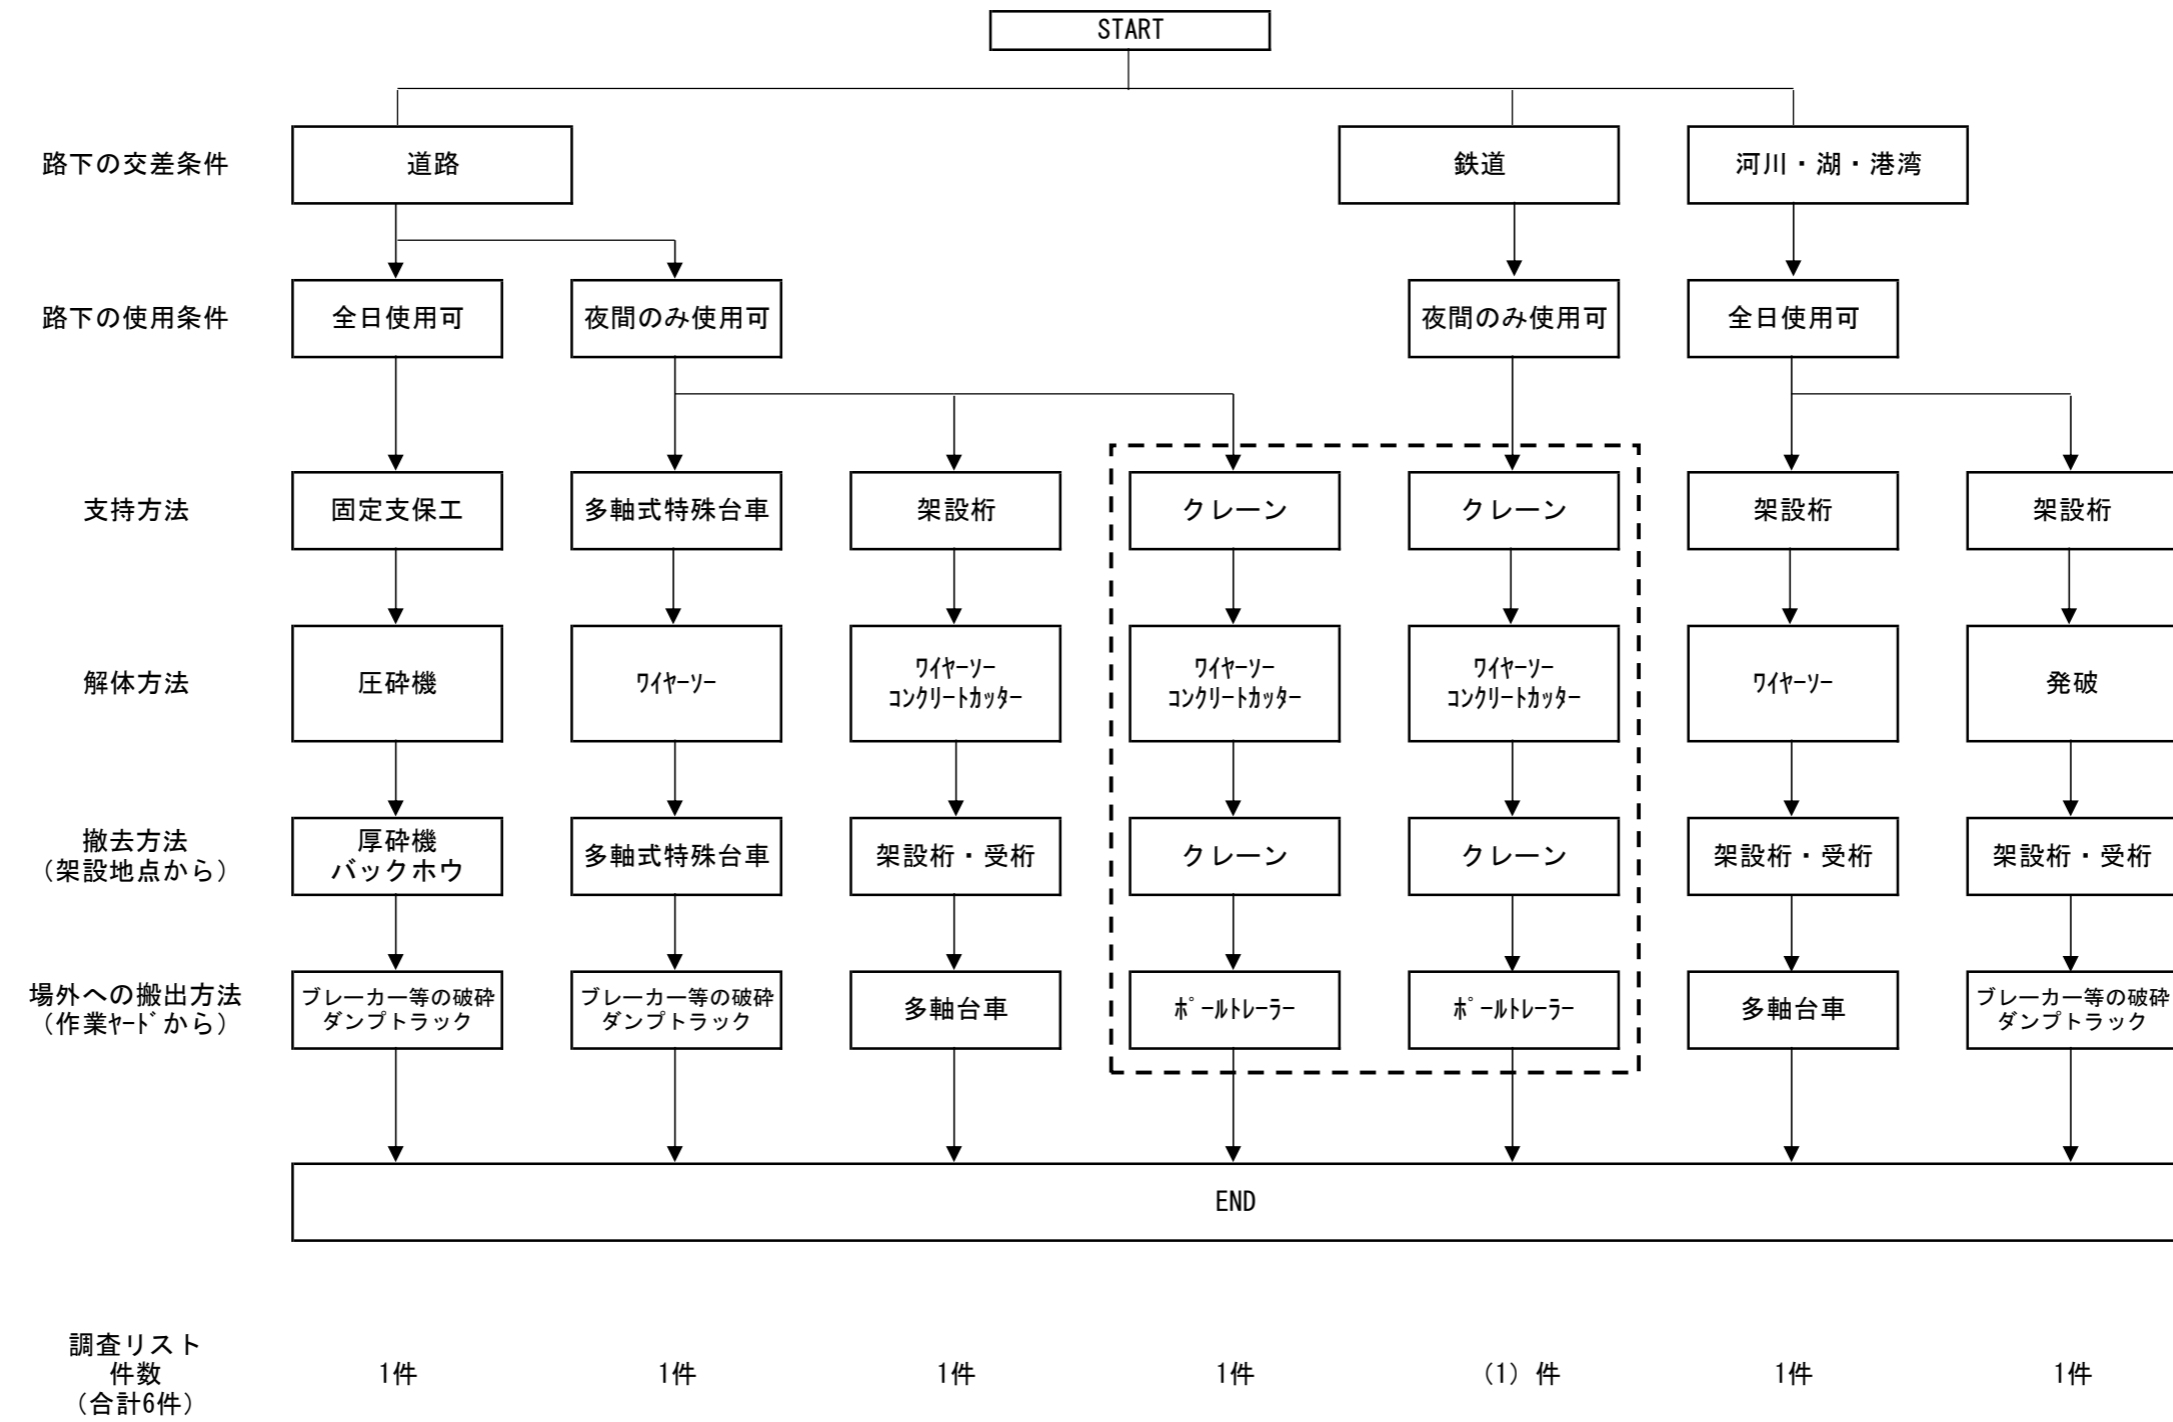 START
路下の交差条件
道路
鉄道
河川・湖・港湾
路下の使用条件
全日使用可
夜間のみ使用可
夜間のみ使用可
全日使用可
支持方法
固定支保工
多軸式特殊台車
架設桁
クレーン
クレーン
架設桁
架設桁
解体方法
圧砕機
ﾜｲﾔｰｿｰ
ﾜｲﾔｰｿｰ
ｺﾝｸﾘｰﾄｶｯﾀｰ
ﾜｲﾔｰｿｰ
ｺﾝｸﾘｰﾄｶｯﾀｰ
ﾜｲﾔｰｿｰ
ｺﾝｸﾘｰﾄｶｯﾀｰ
ﾜｲﾔｰｿｰ
発破
撤去方法
（架設地点から）
厚砕機
バックホウ
多軸式特殊台車
架設桁・受桁
クレーン
クレーン
架設桁・受桁
架設桁・受桁
場外への搬出方法
（作業ﾔｰﾄﾞから）
ブレーカー等の破砕
ダンプトラック
ブレーカー等の破砕
ダンプトラック
多軸台車
ﾎﾟｰﾙﾄﾚｰﾗｰ
ﾎﾟｰﾙﾄﾚｰﾗｰ
多軸台車
ブレーカー等の破砕
ダンプトラック
END
調査リスト
件数
（合計6件）
1件
1件
1件
1件
（1）件
1件
1件